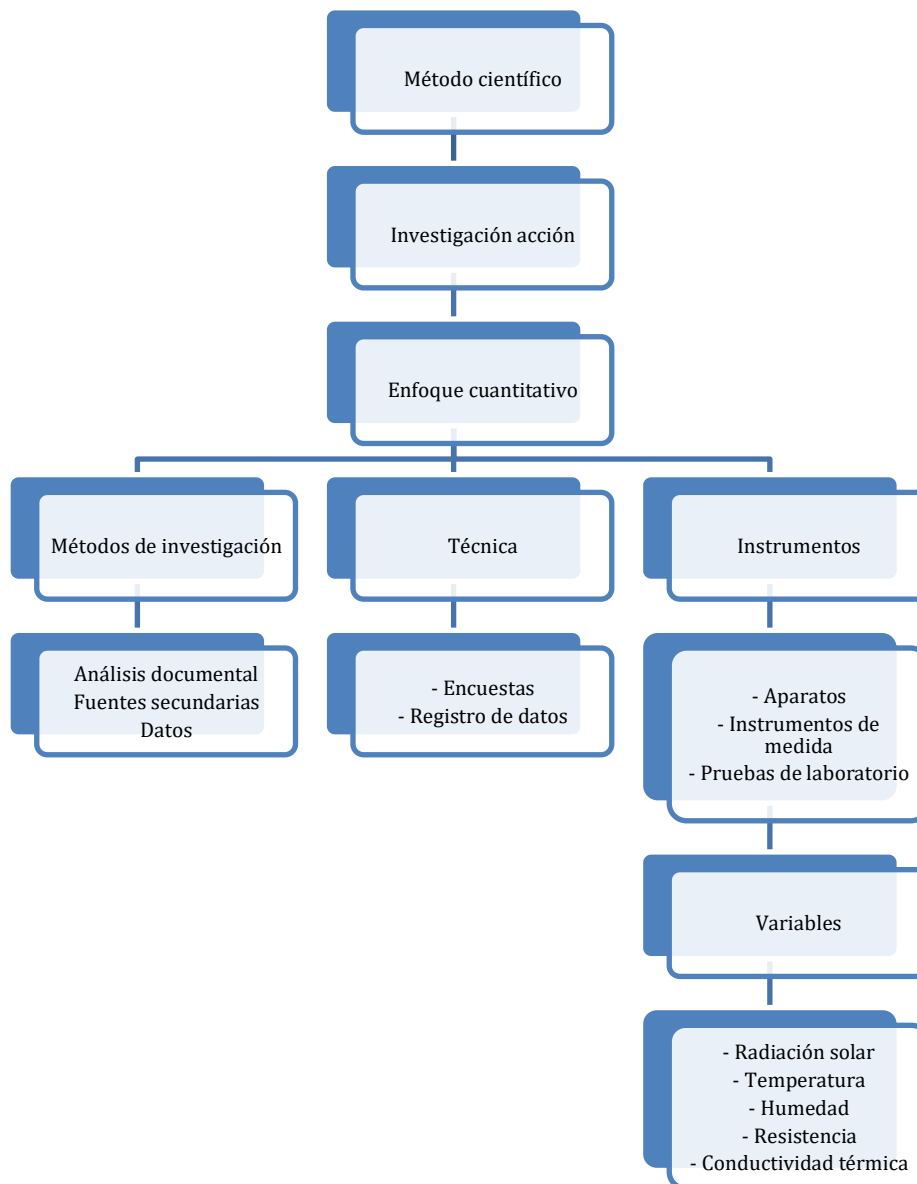 Método científico
Investigación acción
Enfoque cuantitativo
Métodos de investigación
Técnica
Instrumentos
Análisis documental
Fuentes secundarias
Datos
- Encuestas
- Registro de datos
- Aparatos
- Instrumentos de
medida
- Pruebas de laboratorio
Variables
- Radiación solar
- Temperatura
- Humedad
- Resistencia
- Conductividad térmica